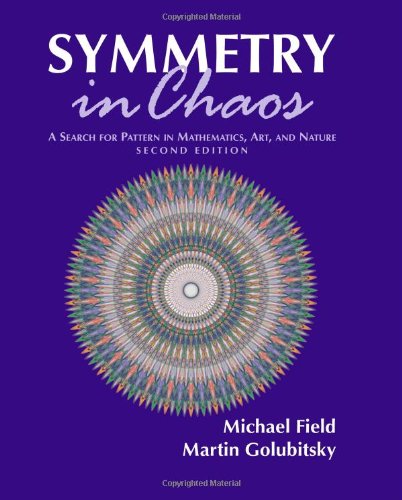 Copyrighted Material
SYMMETRY
in Chaos
A SEARCH FOR PATTERN IN MATHEMATICS, ART, AND NATURE
SECOND EDITION
Michael Field
Martin Golubitsky
Copyrighted Material